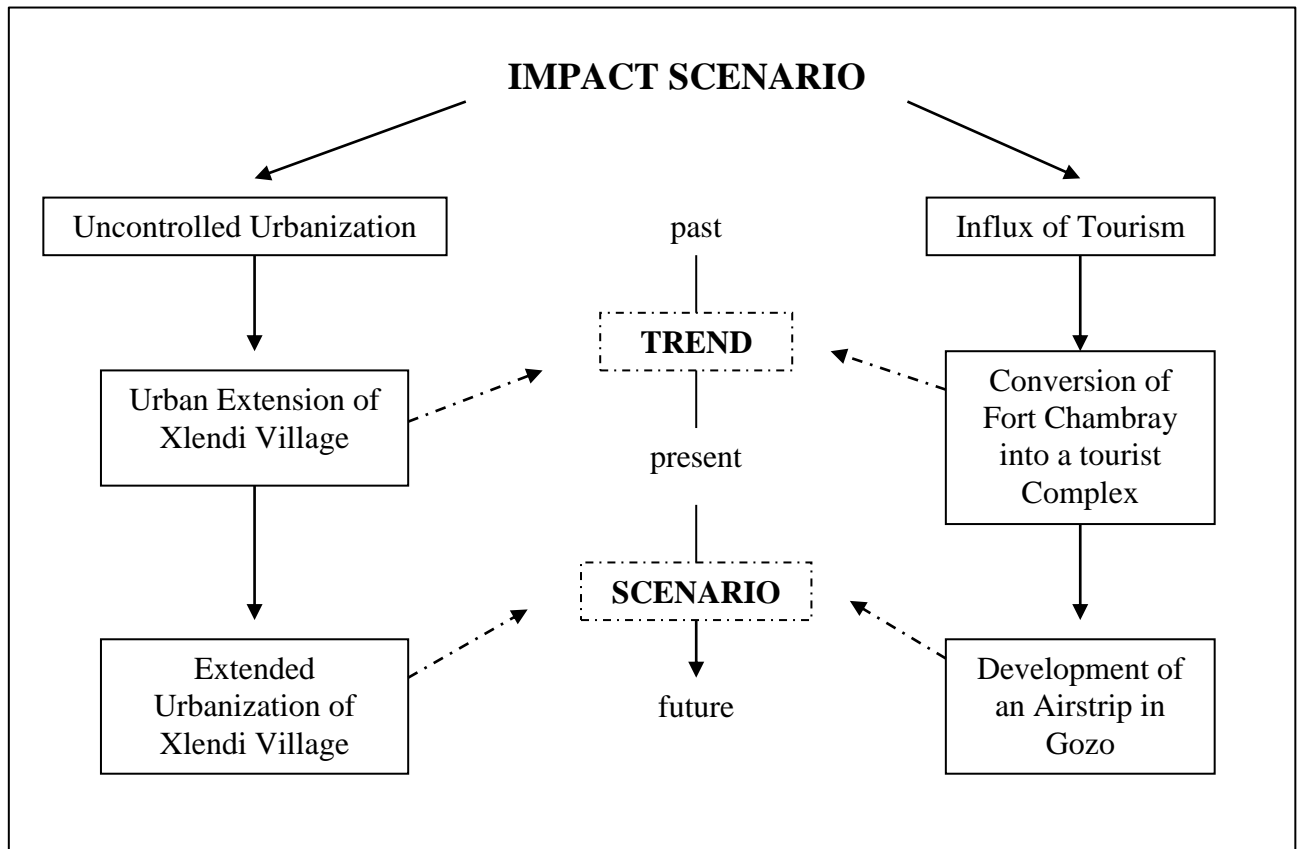 IMPACT SCENARIO
Uncontrolled Urbanization
past
Influx of Tourism
TREND
Urban Extension of
Xlendi Village
Conversion of
Fort Chambray
into a tourist
Complex
present
SCENARIO
Extended
Urbanization of
Xlendi Village
future
Development of
an Airstrip in
Gozo